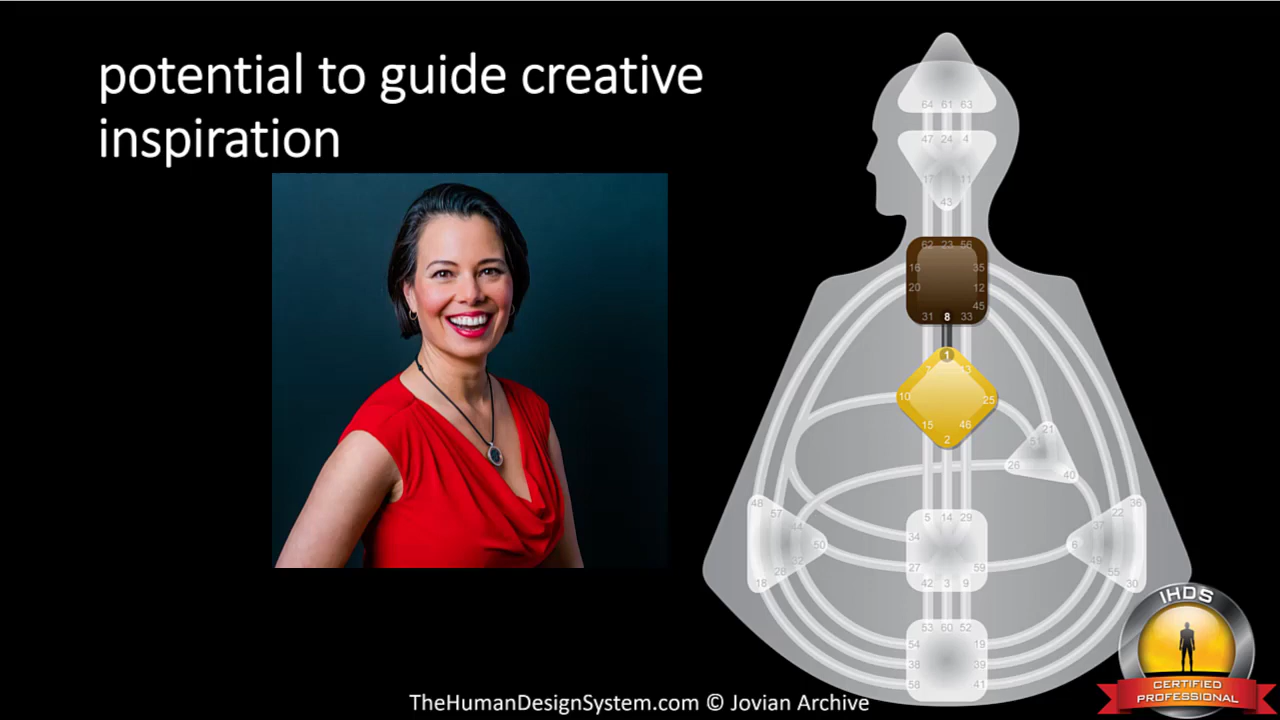 potential to guide creative
inspiration
64 61 63
47 24 4
17 11
43
62 23 56
16 35
20 12
45
31 8 33
1
7 13
10 25
15 46
2
21
51
26 40
48
57
44
50
32
28
18
36
22
37
6
49
55
30
5 14 29
34
27 59
42 3 9
53 60 52
54 19
38 39
58 41
IHDS
CERTIFIED
PROFESSIONAL
TheHumanDesignSystem.com © Jovian Archive